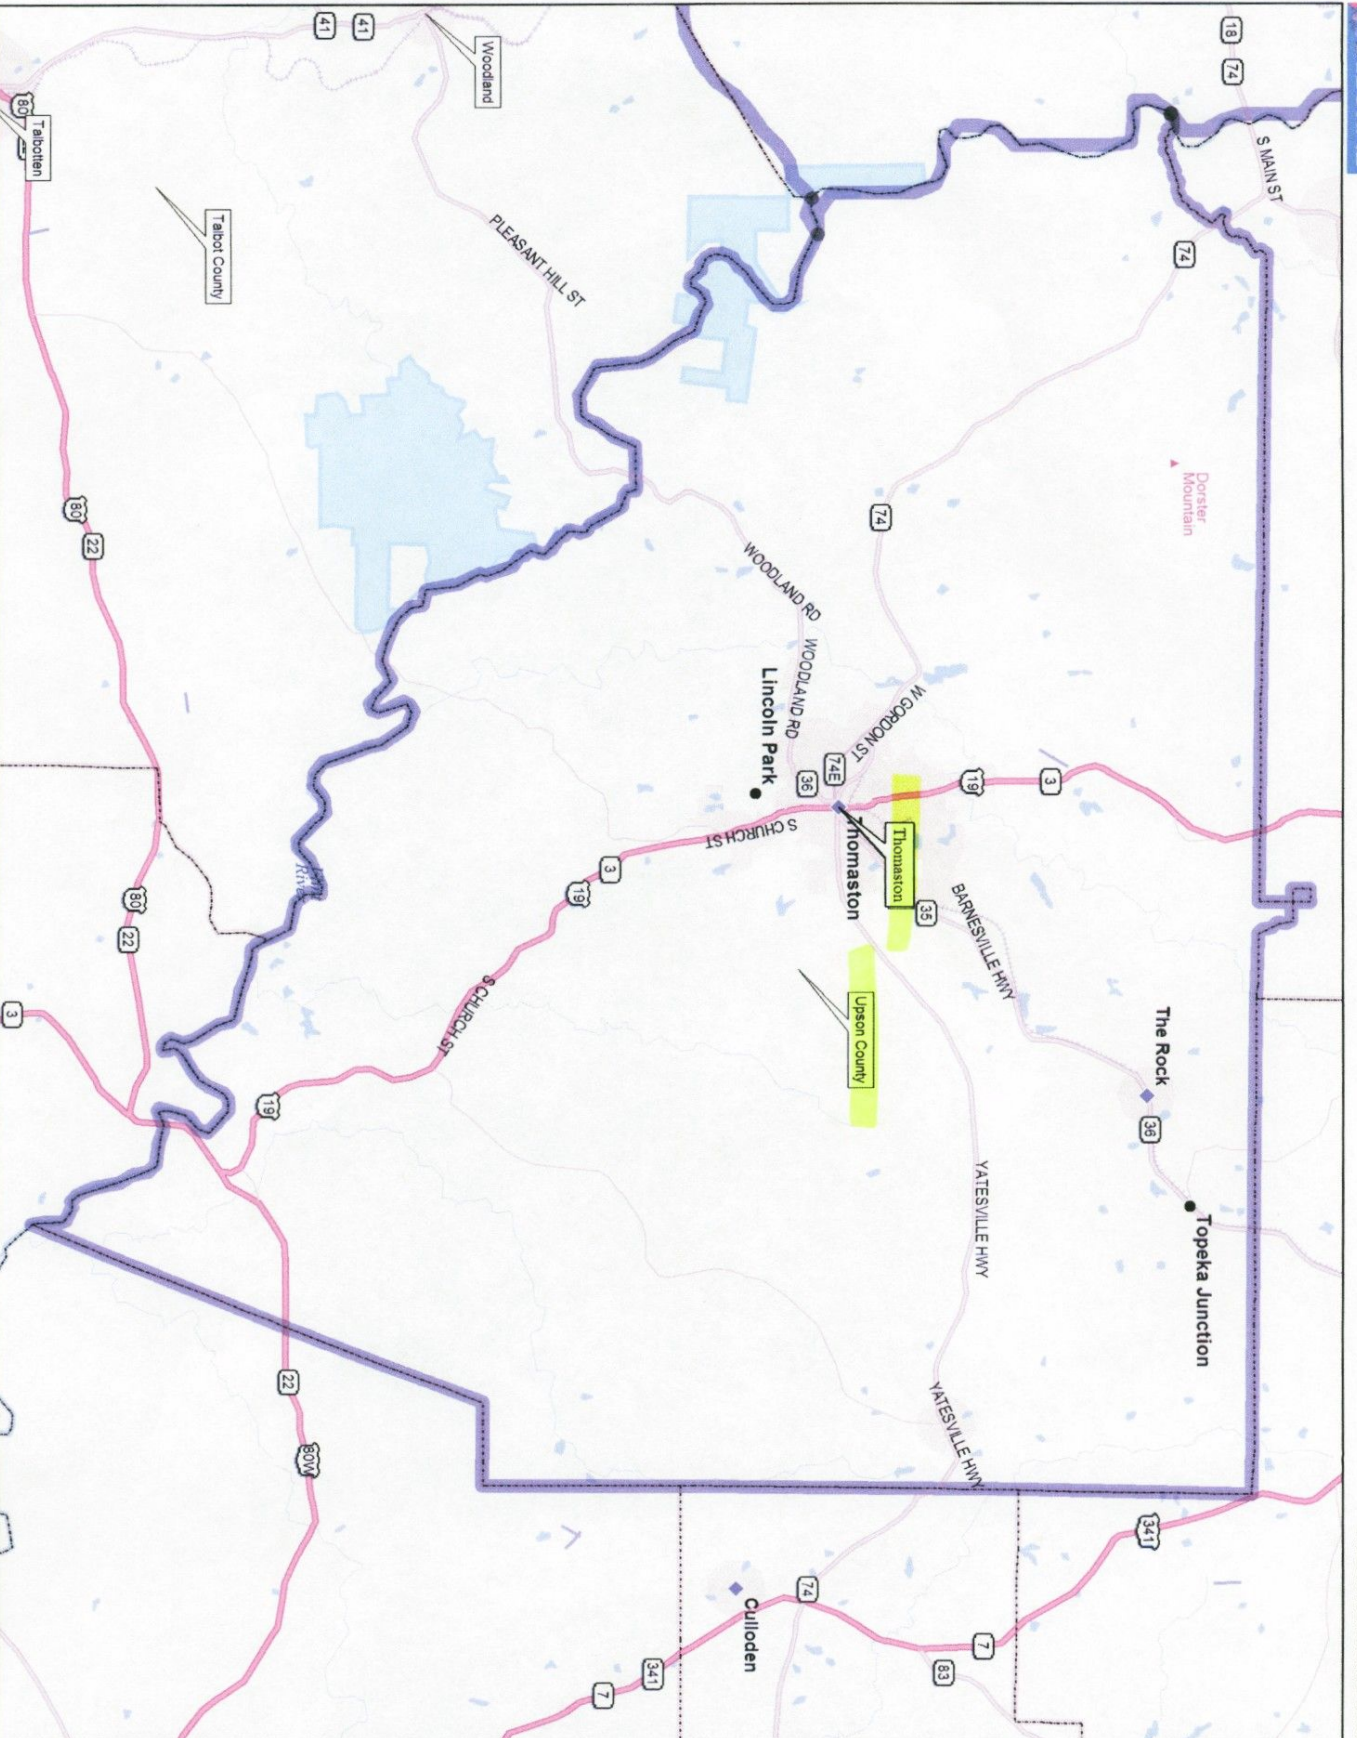 18
74
S MAIN ST
74
Dorster
Mountain
The Rock
36
Topeka Junction
341
3
19
BARNESVILLE HWY
35
YATESVILLE HWY
YATESVILLE HWY
7
83
74
W GORDON ST
74E
36
Thomaston
Thomaston
Upson County
74
WOODLAND RD
WOODLAND RD
Lincoln Park
S CHURCH ST
Culloden
341
7
3
19
PLEASANT HILL ST
Woodland
S CHURCH ST
41
41
19
22
80W
Talbot County
80
22
80
22
3
Talbotten
80